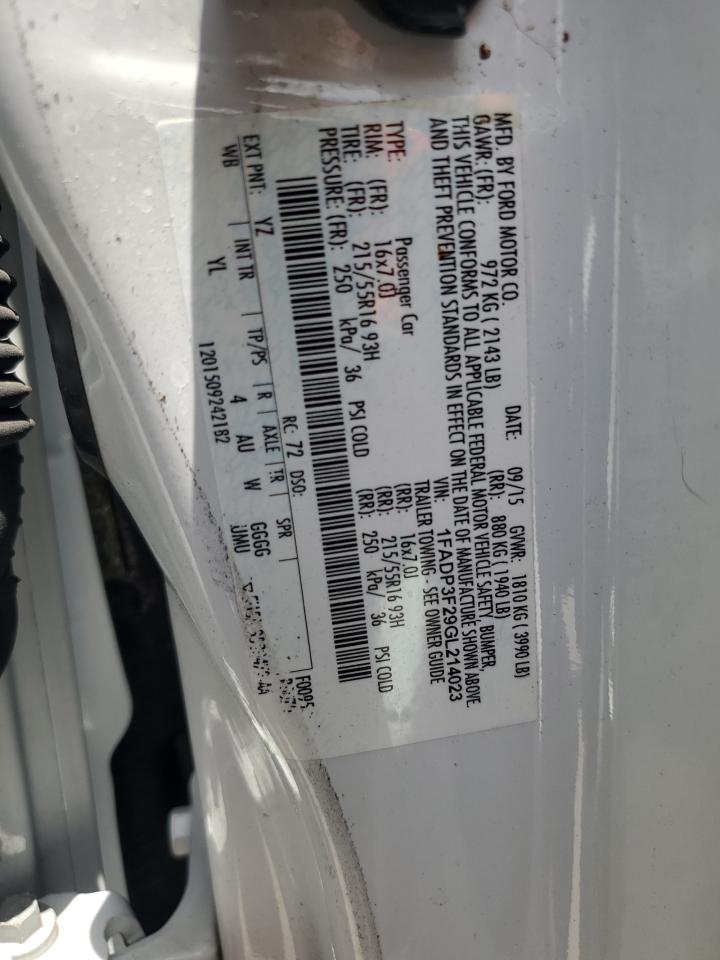 MFD. BY FORD MOTOR CO.
DATE: 09/15 GVWR: 1810 KG ( 3990 LB)
GAWR: (FR): 972 KG ( 2143 LB) (RR): 880 KG ( 1940 LB)
THIS VEHICLE CONFORMS TO ALL APPLICABLE FEDERAL MOTOR VEHICLE SAFETY, BUMPER,
AND THEFT PREVENTION STANDARDS IN EFFECT ON THE DATE OF MANUFACTURE SHOWN ABOVE.
VIN: 1FADP3F29GL214023
TYPE: Passenger Car TRAILER TOWING - SEE OWNER GUIDE
RIM: (FR): 16x7.0J (RR): 16x7.0J
TIRE: (FR): 215/55R16 93H (RR): 215/55R16 93H
PRESSURE: (FR): 250 kPa/ 36 PSI COLD (RR): 250 kPa/ 36 PSI COLD
F0095
EXT PNT: YZ RC: 72 DSO:
WB INT TR TP/PS R AXLE TR SPR
YL 4 AU W GGGG
UMU
1201509242182